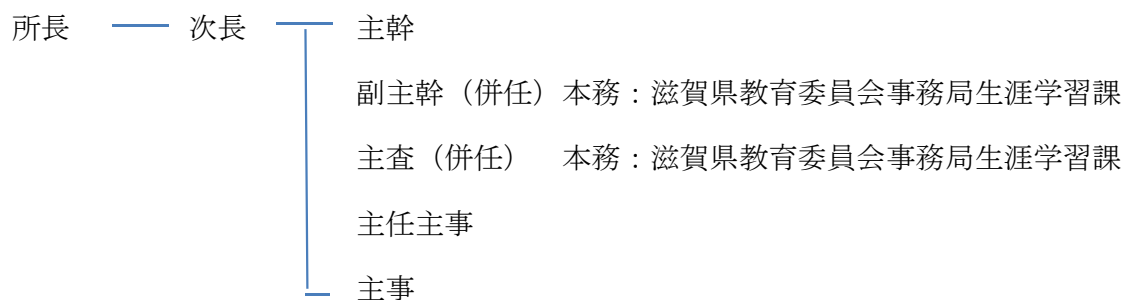 所長 次長 主幹
副主幹（併任）本務：滋賀県教育委員会事務局生涯学習課
主査（併任） 本務：滋賀県教育委員会事務局生涯学習課
主任主事
主事